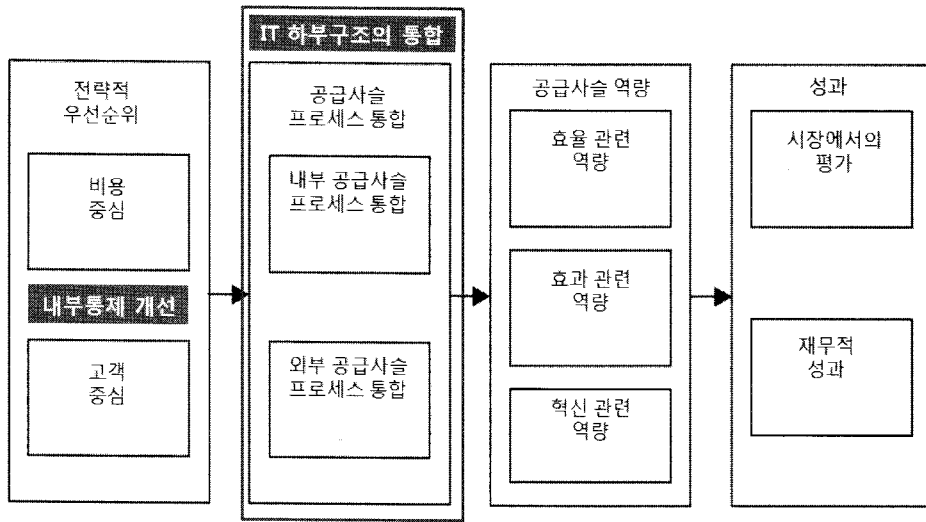 전략적
우선순위
비용
중심
내부통제 개선
고객
중심
IT 하부구조의 통합
공급사슬
프로세스 통합
내부 공급사슬
프로세스 통합
외부 공급사슬
프로세스 통합
공급사슬 역량
효율 관련
역량
효과 관련
역량
혁신 관련
역량
성과
시장에서의
평가
재무적
성과